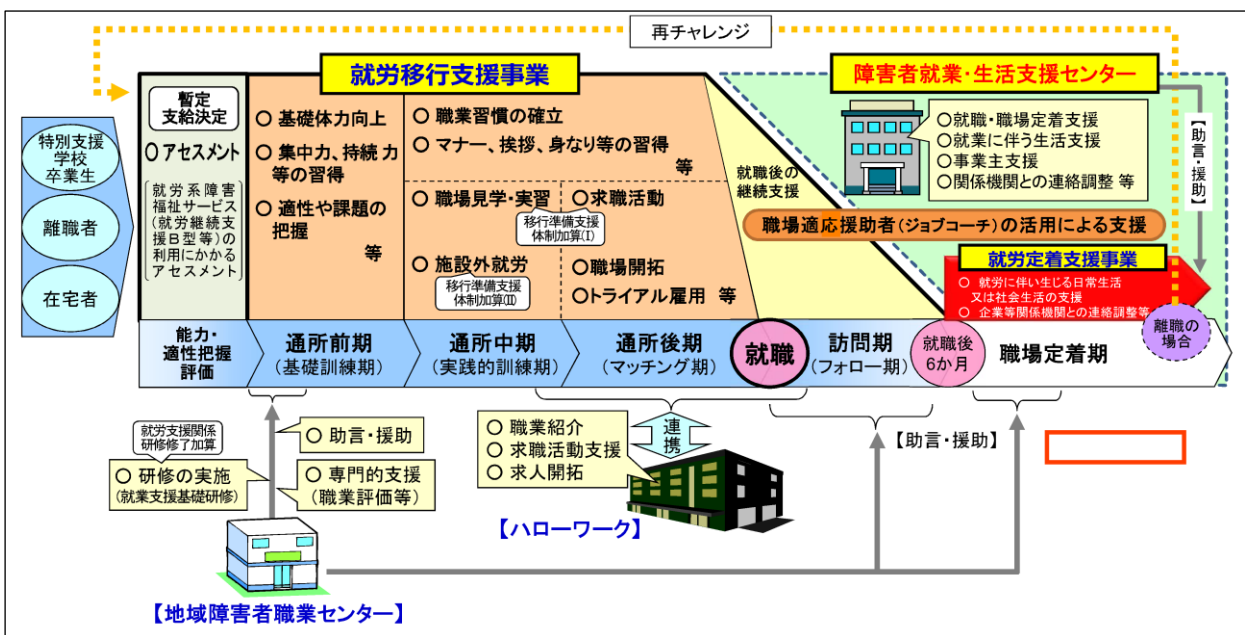 再チャレンジ
就労移行支援事業
障害者就業・生活支援センター
特別支援
学校
卒業生
離職者
在宅者
暫定
支給決定
○ アセスメント
就労系障害
福祉サービス
(就労継続支
援B型等)の
利用にかかる
アセスメント
○ 基礎体力向上
○ 集中力、持続力
等の習得
○ 適性や課題の
把握
等
○ 職業習慣の確立
○ マナー、挨拶、身なり等の習得
等
○ 職場見学・実習
○ 求職活動
移行準備支援
体制加算(Ⅰ)
○ 施設外就労
移行準備支援
体制加算(Ⅱ)
○職場開拓
○トライアル雇用 等
就職後の
継続支援
○就職・職場定着支援
○就業に伴う生活支援
○事業主支援
○関係機関との連絡調整 等
【助言・援助】
職場適応援助者(ジョブコーチ)の活用による支援
就労定着支援事業
○ 就労に伴い生じる日常生活
又は社会生活の支援
○ 企業等関係機関との連絡調整等
離職の
場合
能力・
適性把握
評価
通所前期
(基礎訓練期)
通所中期
(実践的訓練期)
通所後期
(マッチング期)
就職
訪問期
(フォロー期)
就職後
6か月
職場定着期
就労支援関係
研修修了加算
○ 研修の実施
(就業支援基礎研修)
○ 助言・援助
○ 専門的支援
(職業評価等)
○ 職業紹介
○ 求職活動支援
○ 求人開拓
連携
【助言・援助】
【ハローワーク】
【地域障害者職業センター】